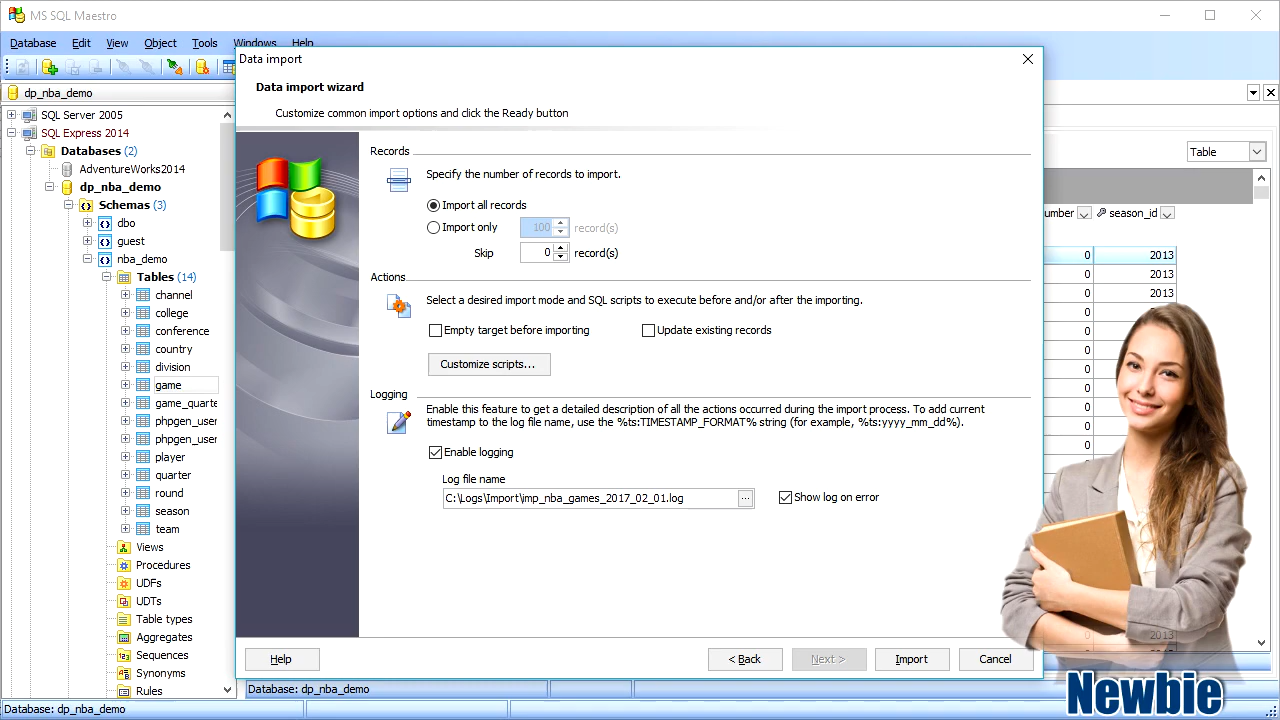 MS SQL Maestro
Database Edit View Object Tools Windows Help
dp_nba_demo
SQL Server 2005
SQL Express 2014
Databases (2)
AdventureWorks2014
dp_nba_demo
Schemas (3)
dbo
guest
nba_demo
Tables (14)
channel
college
conference
country
division
game
game_quarte
phpgen_user
phpgen_user
player
quarter
round
season
team
Views
Procedures
UDFs
UDTs
Table types
Aggregates
Sequences
Synonyms
Rules
Data import
Data import wizard
Customize common import options and click the Ready button
Records
Specify the number of records to import.
Import all records
Import only 100 record(s)
Skip 0 record(s)
Actions
Select a desired import mode and SQL scripts to execute before and/or after the importing.
Empty target before importing Update existing records
Customize scripts...
Logging
Enable this feature to get a detailed description of all the actions occurred during the import process. To add current
timestamp to the log file name, use the %ts:TIMESTAMP_FORMAT% string (for example, %ts:yyyy_mm_dd%).
Enable logging
Log file name
C:\Logs\Import\imp_nba_games_2017_02_01.log ... Show log on error
Help < Back Next > Import Cancel
Table
umber season_id
0 2013
0 2013
0 2013
0
0
0
0
0
0
0
0
0 2013
Database: dp_nba_demo
Database: dp_nba_demo
Newbie